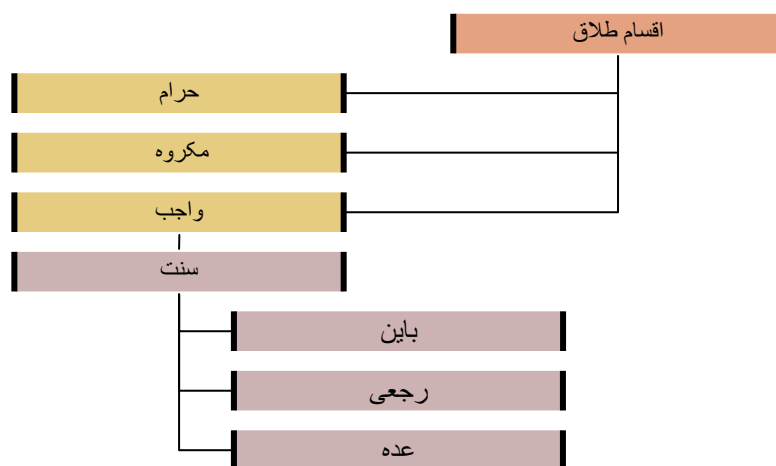 اقسام طلاق
حرام
مکروه
واجب
سنت
باین
رجعی
عده